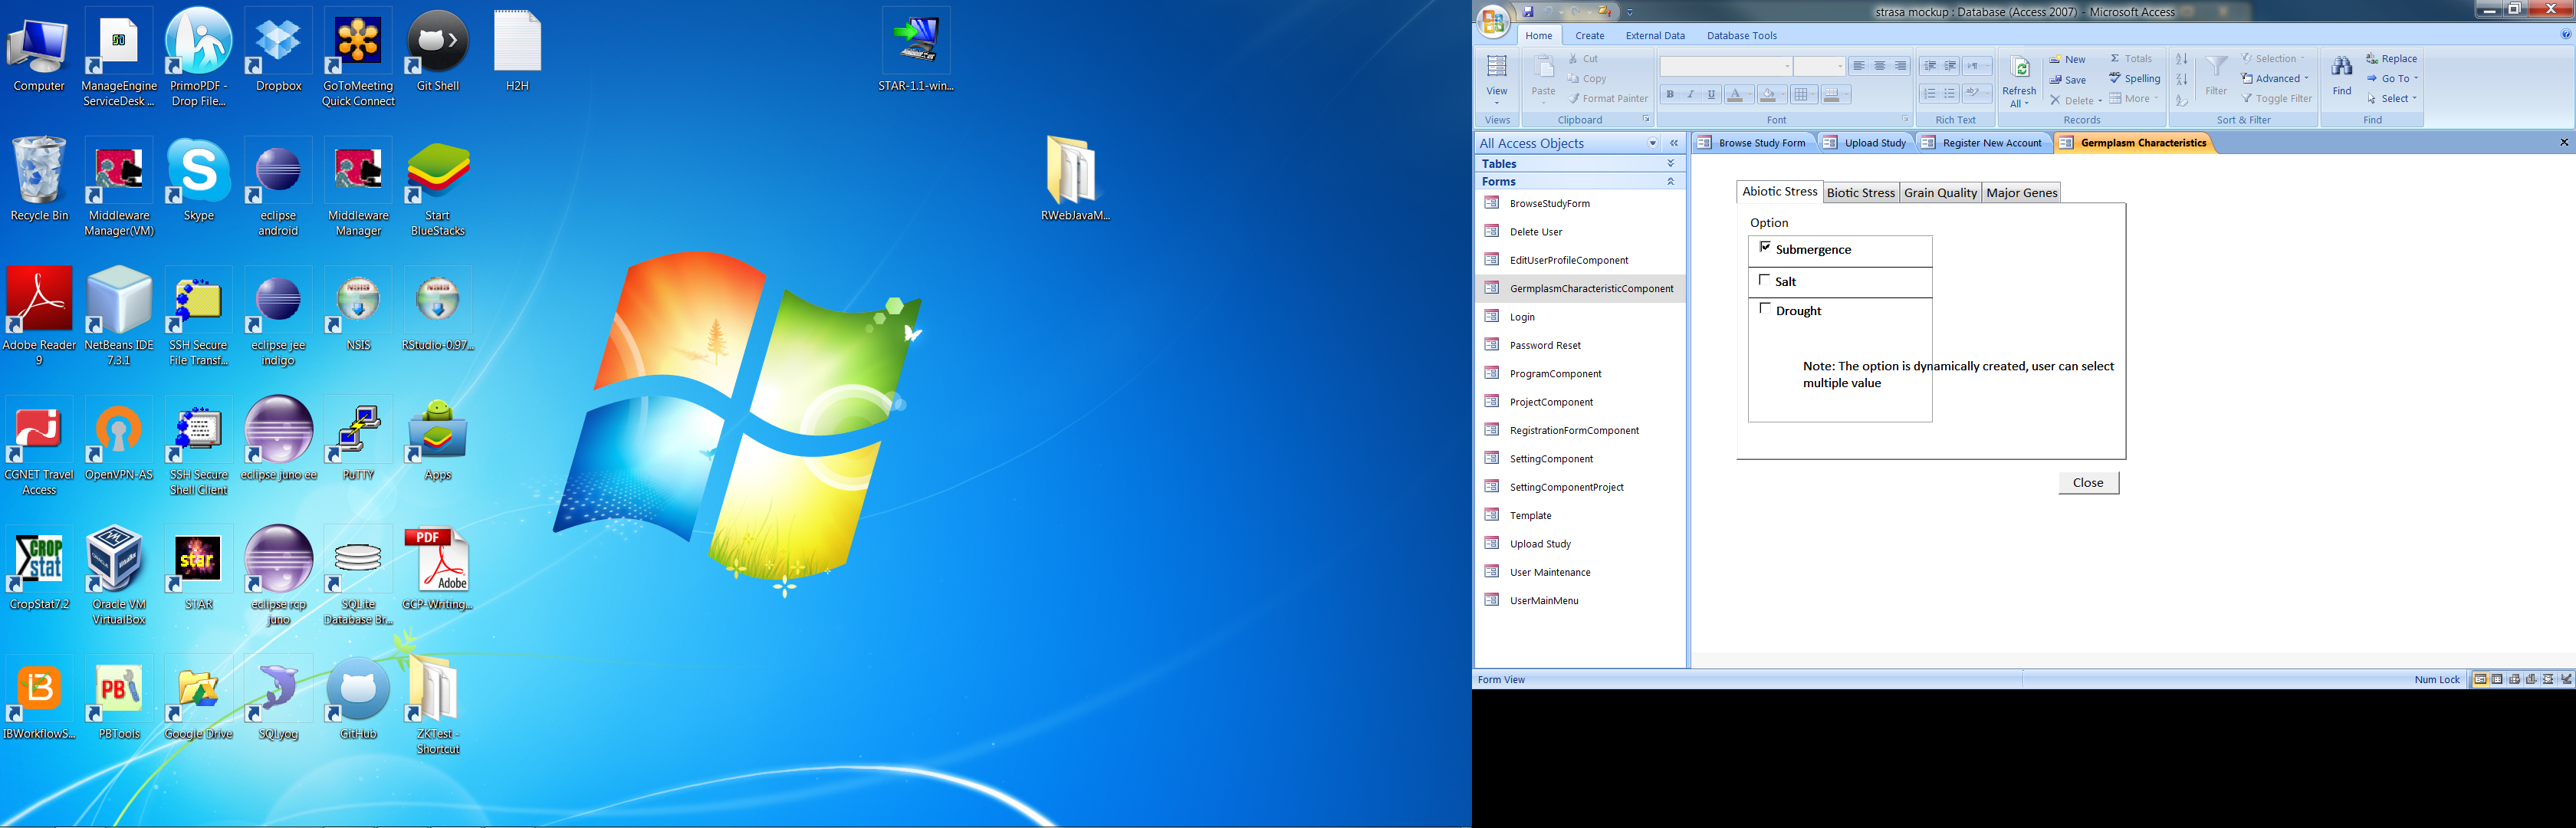 Computer
ManageEngine
ServiceDesk ...
PrimoPDF -
Drop File...
Dropbox
GoToMeeting
Quick Connect
Git Shell
H2H
STAR-1.1-win...
Recycle Bin
Middleware
Manager(VM)
Skype
eclipse
android
Middleware
Manager
Start
BlueStacks
RWebJavaM...
Adobe Reader
9
NetBeans IDE
7.3.1
SSH Secure
File Transf...
eclipse jee
indigo
NSIS
RStudio-0.97...
CGNET Travel
Access
OpenVPN-AS
SSH Secure
Shell Client
eclipse juno ee
PuTTY
Apps
CROP
stat
CropStat7.2
Oracle VM
VirtualBox
star
STAR
eclipse rcp
juno
SQLite
Database Br...
PDF
Adobe
GCP-Writing...
IBWorkflowS...
PB
PBTools
Google Drive
SQLyog
GitHub
ZKTest -
Shortcut
strasa mockup : Database (Access 2007) - Microsoft Access
Home Create External Data Database Tools
View
Views
Paste
Cut
Copy
Format Painter
Clipboard
B I U
Font
Rich Text
Refresh
All
New
Save
Delete
Totals
Spelling
More
Records
Filter
Selection
Advanced
Toggle Filter
Sort & Filter
Find
Replace
Go To
Select
Find
All Access Objects
Browse Study Form Upload Study Register New Account Germplasm Characteristics
Tables
Forms
BrowseStudyForm
Delete User
EditUserProfileComponent
GermplasmCharacteristicComponent
Login
Password Reset
ProgramComponent
ProjectComponent
RegistrationFormComponent
SettingComponent
SettingComponentProject
Template
Upload Study
User Maintenance
UserMainMenu
Abiotic Stress Biotic Stress Grain Quality Major Genes
Option
Submergence
Salt
Drought
Note: The option is dynamically created, user can select
multiple value
Close
Form View
Num Lock